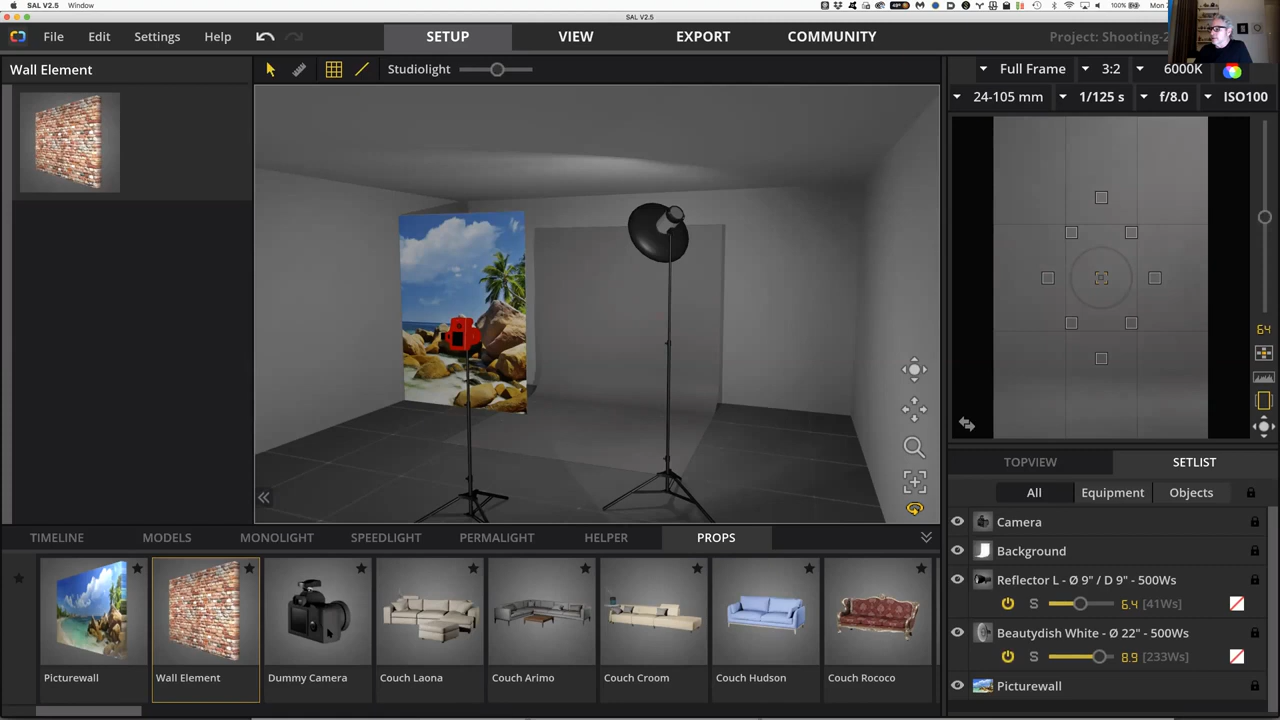 SAL V2.5 Window 100% Mon 2
SAL V2.5
File Edit Settings Help SETUP VIEW EXPORT COMMUNITY Project: Shooting-2
Wall Element Studiolight Full Frame 3:2 6000K
24-105 mm 1/125 s f/8.0 ISO100
64
TOPVIEW SETLIST
All Equipment Objects
Camera
TIMELINE MODELS MONOLIGHT SPEEDLIGHT PERMALIGHT HELPER PROPS
Background
Reflector L - Ø 9" / D 9" - 500Ws
S 6.4 [41Ws]
Beautydish White - Ø 22" - 500Ws
S 8.9 [233Ws]
Picturewall Wall Element Dummy Camera Couch Laona Couch Arimo Couch Croom Couch Hudson Couch Rococo
Picturewall